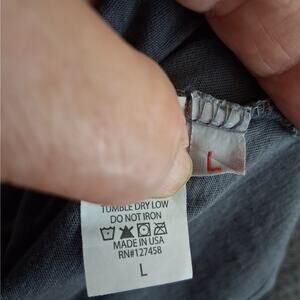 L
TUMBLE DRY LOW
DO NOT IRON
MADE IN USA
RN#127458
L